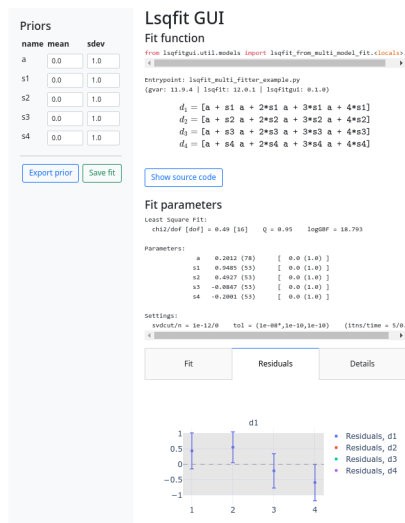 Priors
name mean sdev
a 0.0 1.0
s1 0.0 1.0
s2 0.0 1.0
s3 0.0 1.0
s4 0.0 1.0
Export prior Save fit
Lsqfit GUI
Fit function
from lsqfitgui.util.models import lsqfit_from_multi_model_fit.<locals>.
Entrypoint: lsqfit_multi_fitter_example.py
(gvar: 11.9.4 | lsqfit: 12.0.1 | lsqfitgui: 0.1.0)
d1 = [a + s1 a + 2*s1 a + 3*s1 a + 4*s1]
d2 = [a + s2 a + 2*s2 a + 3*s2 a + 4*s2]
d3 = [a + s3 a + 2*s3 a + 3*s3 a + 4*s3]
d4 = [a + s4 a + 2*s4 a + 3*s4 a + 4*s4]
Show source code
Fit parameters
Least Square Fit:
chi2/dof [dof] = 0.49 [16] Q = 0.95 logGBF = 18.793
Parameters:
a 0.2012 (78) [ 0.0 (1.0) ]
s1 0.9485 (53) [ 0.0 (1.0) ]
s2 0.4927 (53) [ 0.0 (1.0) ]
s3 -0.0847 (53) [ 0.0 (1.0) ]
s4 -0.2001 (53) [ 0.0 (1.0) ]
Settings:
svdcut/n = 1e-12/0 tol = (1e-08*,1e-10,1e-10) (itns/time = 5/0.
Fit Residuals Details
d1
1
0.5
0
−0.5
−1
1 2 3 4
Residuals, d1
Residuals, d2
Residuals, d3
Residuals, d4